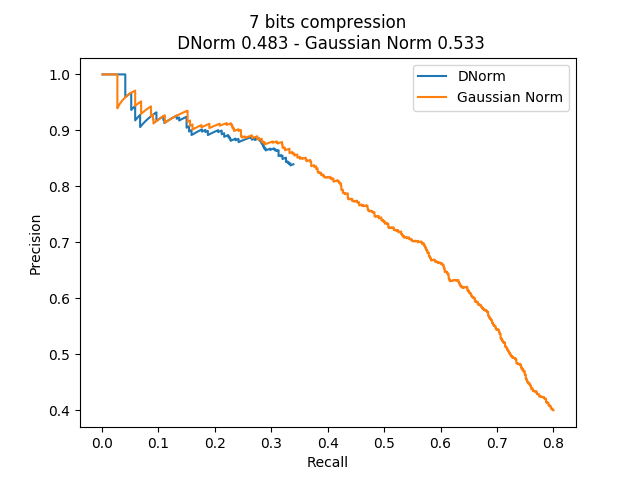 7 bits compression
DNorm 0.483 - Gaussian Norm 0.533
DNorm
Gaussian Norm
1.0
0.9
0.8
0.7
0.6
0.5
0.4
Precision
0.0 0.1 0.2 0.3 0.4 0.5 0.6 0.7 0.8
Recall